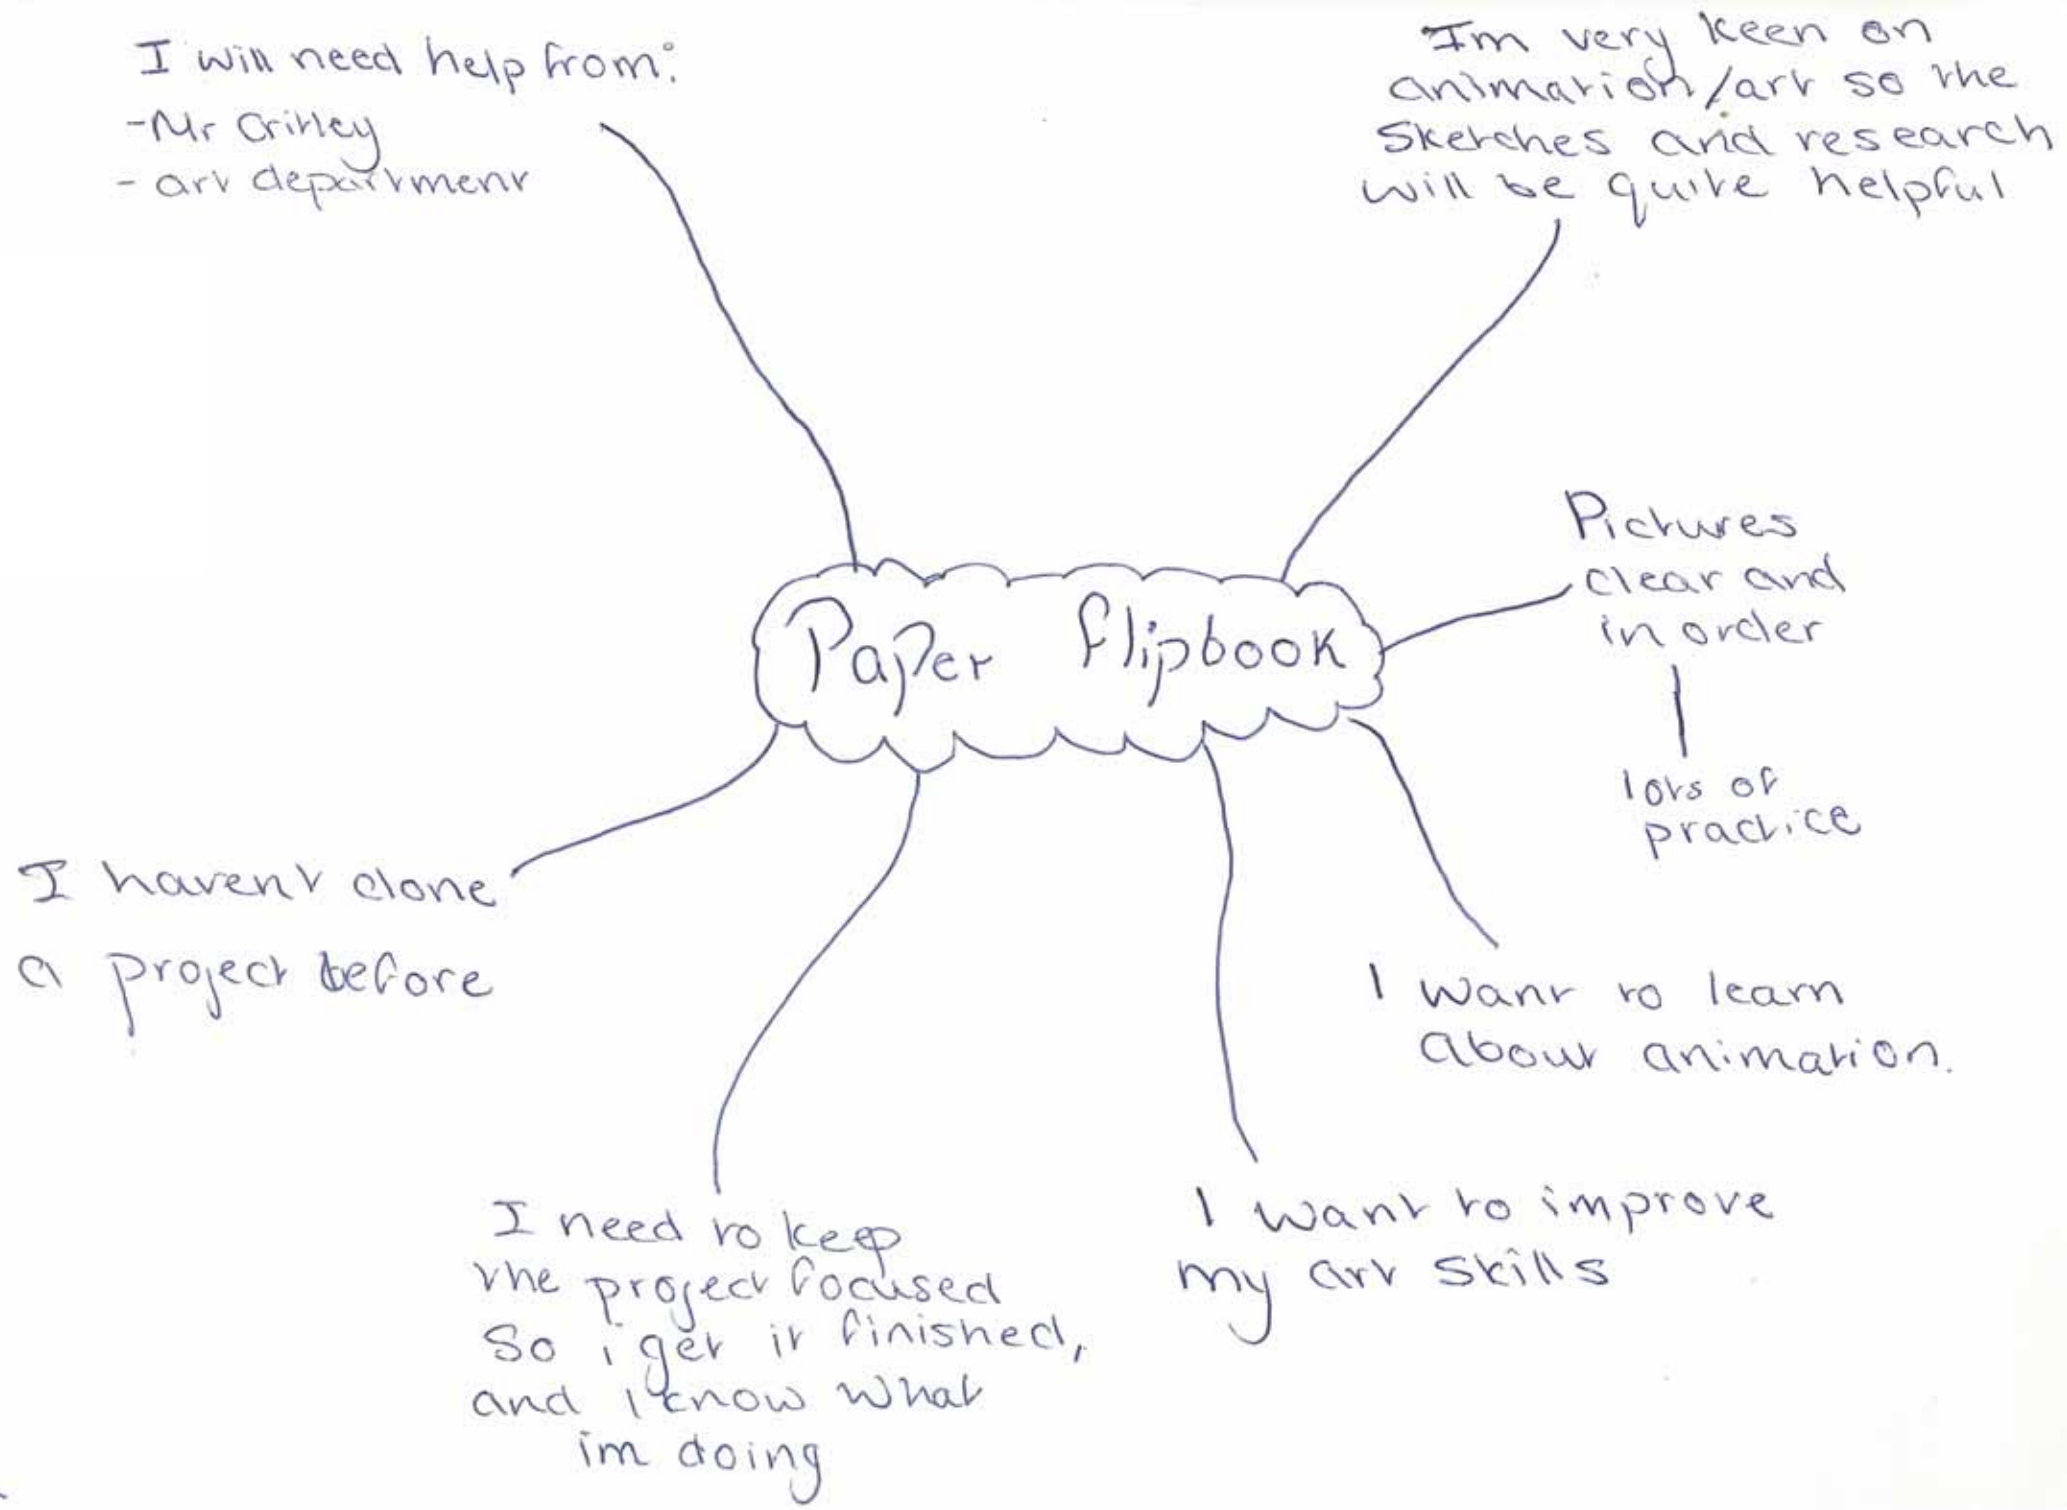 I will need help from:
- Mr Critley
- art department
Im very keen on
animation/art so the
sketches and research
will be quite helpful
Pictures
clear and
in order
lots of
practice
Paper flipbook
I havent done
a project before
I want to learn
about animation.
I need to keep
the project focused
So i get it finished,
and I know what
im doing
I want to improve
my art skills